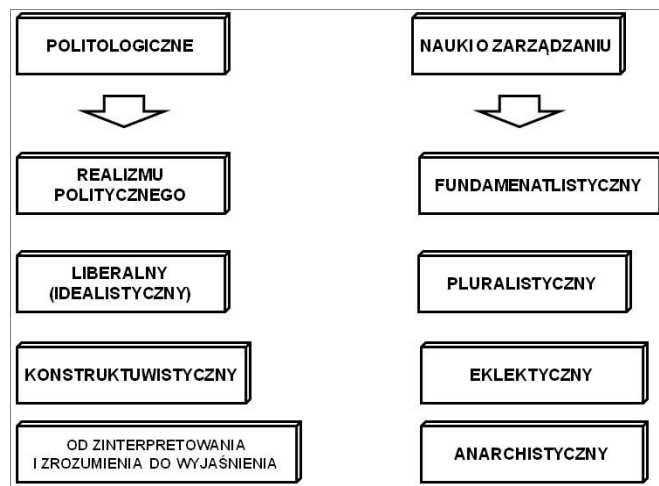 POLITOLOGICZNE
REALIZMU
POLITYCZNEGO
LIBERALNY
(IDEALISTYCZNY)
KONSTRUKTUWISTYCZNY
OD ZINTERPRETOWANIA
I ZROZUMIENIA DO WYJAŚNIENIA
NAUKI O ZARZĄDZANIU
FUNDAMENATLISTYCZNY
PLURALISTYCZNY
EKLEKTYCZNY
ANARCHISTYCZNY